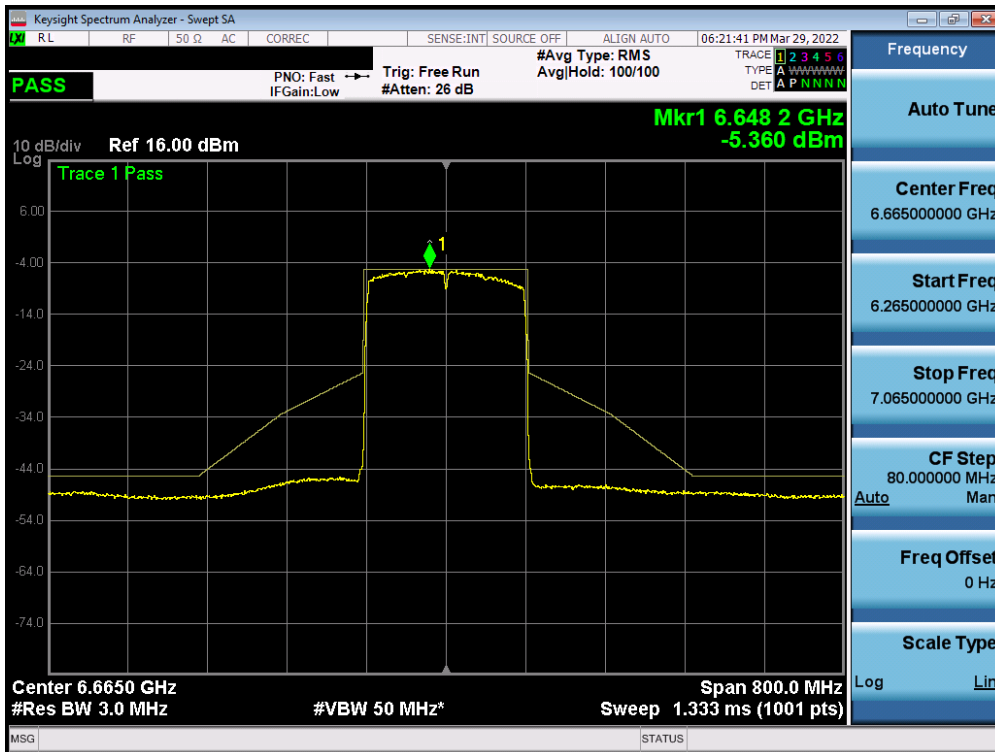 Keysight Spectrum Analyzer - Swept SA
LXI RL RF 50 Ω AC CORREC SENSE:INT SOURCE OFF ALIGN AUTO 06:21:41 PM Mar 29, 2022
PASS
PNO: Fast
IFGain:Low
Trig: Free Run
#Atten: 26 dB
#Avg Type: RMS
Avg|Hold: 100/100
TRACE 1 2 3 4 5 6
TYPE A WWWWW
DET A P N N N N
Mkr1 6.648 2 GHz
-5.360 dBm
10 dB/div Ref 16.00 dBm
Log
Trace 1 Pass
1
6.00
-4.00
-14.0
-24.0
-34.0
-44.0
-54.0
-64.0
-74.0
Center 6.6650 GHz
#Res BW 3.0 MHz
#VBW 50 MHz*
Span 800.0 MHz
Sweep 1.333 ms (1001 pts)
MSG
STATUS
Frequency
Auto Tune
Center Freq
6.665000000 GHz
Start Freq
6.265000000 GHz
Stop Freq
7.065000000 GHz
CF Step
80.000000 MHz
Auto Man
Freq Offset
0 Hz
Scale Type
Log Lin